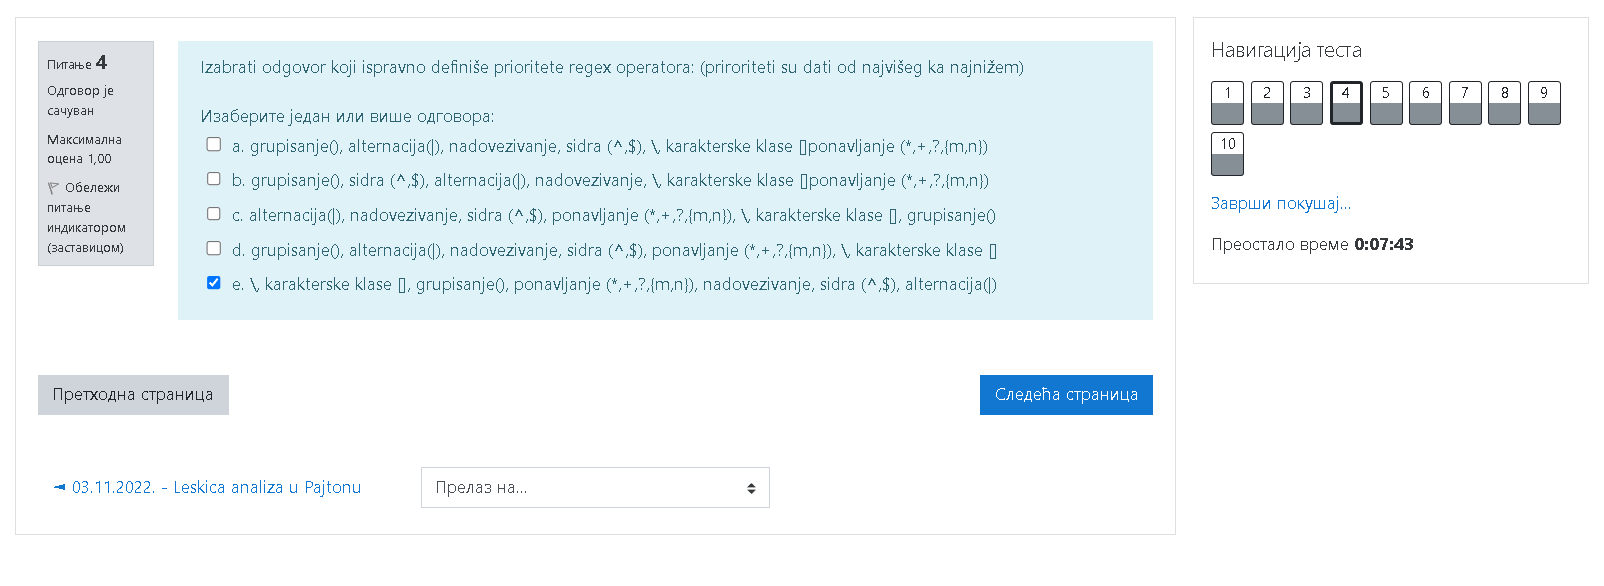 Питање 4
Одговор је
сачуван
Максимална
оцена 1,00
Обележи
питање
индикатором
(заставицом)
Izabrati odgovor koji ispravno definiše prioritete regex operatora: (priroriteti su dati od najvišeg ka najnižem)
Изаберите један или више одговора:
a. grupisanje(), alternacija(|), nadovezivanje, sidra (^,$), \, karakterske klase []ponavljanje (*,+,?,{m,n})
b. grupisanje(), sidra (^,$), alternacija(|), nadovezivanje, \, karakterske klase []ponavljanje (*,+,?,{m,n})
c. alternacija(|), nadovezivanje, sidra (^,$), ponavljanje (*,+,?,{m,n}), \, karakterske klase [], grupisanje()
d. grupisanje(), alternacija(|), nadovezivanje, sidra (^,$), ponavljanje (*,+,?,{m,n}), \, karakterske klase []
e. \, karakterske klase [], grupisanje(), ponavljanje (*,+,?,{m,n}), nadovezivanje, sidra (^,$), alternacija(|)
Претходна страница
Следећа страница
◄ 03.11.2022. - Leskica analiza u Pajtonu
Прелаз на...
Навигација теста
1 2 3 4 5 6 7 8 9
10
Заврши покушај...
Преостало време 0:07:43